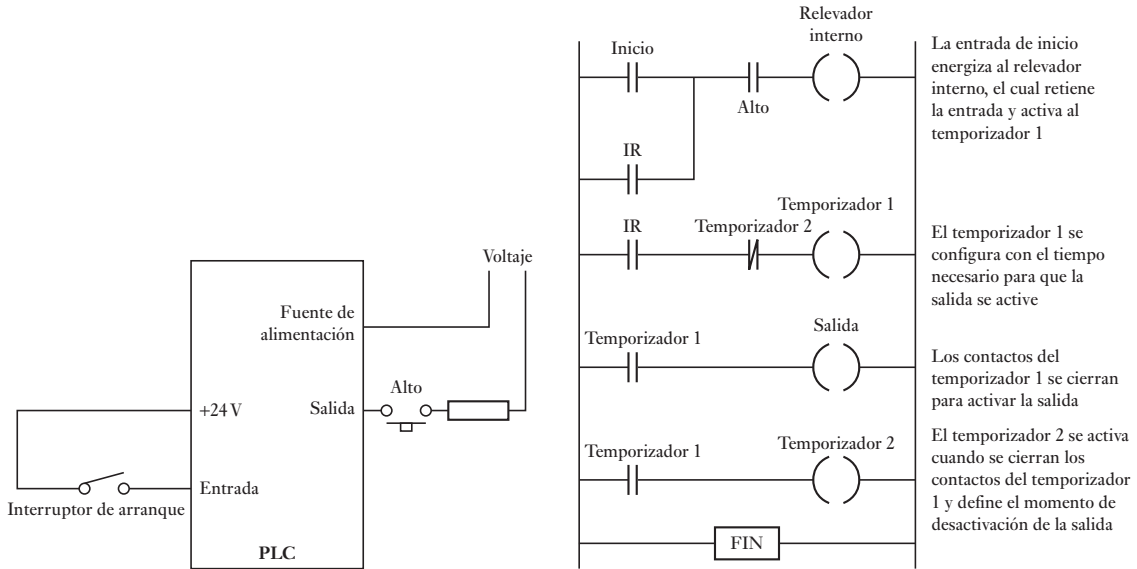 Voltaje
Fuente de
alimentación
Alto
+24 V
Salida
Entrada
Interruptor de arranque
PLC
Relevador
interno
Inicio
Alto
IR
La entrada de inicio
energiza al relevador
interno, el cual retiene
la entrada y activa al
temporizador 1
Temporizador 1
IR
Temporizador 2
El temporizador 1 se
configura con el tiempo
necesario para que la
salida se active
Salida
Temporizador 1
Los contactos del
temporizador 1 se cierran
para activar la salida
Temporizador 1
Temporizador 2
El temporizador 2 se activa
cuando se cierran los
contactos del temporizador
1 y define el momento de
desactivación de la salida
FIN